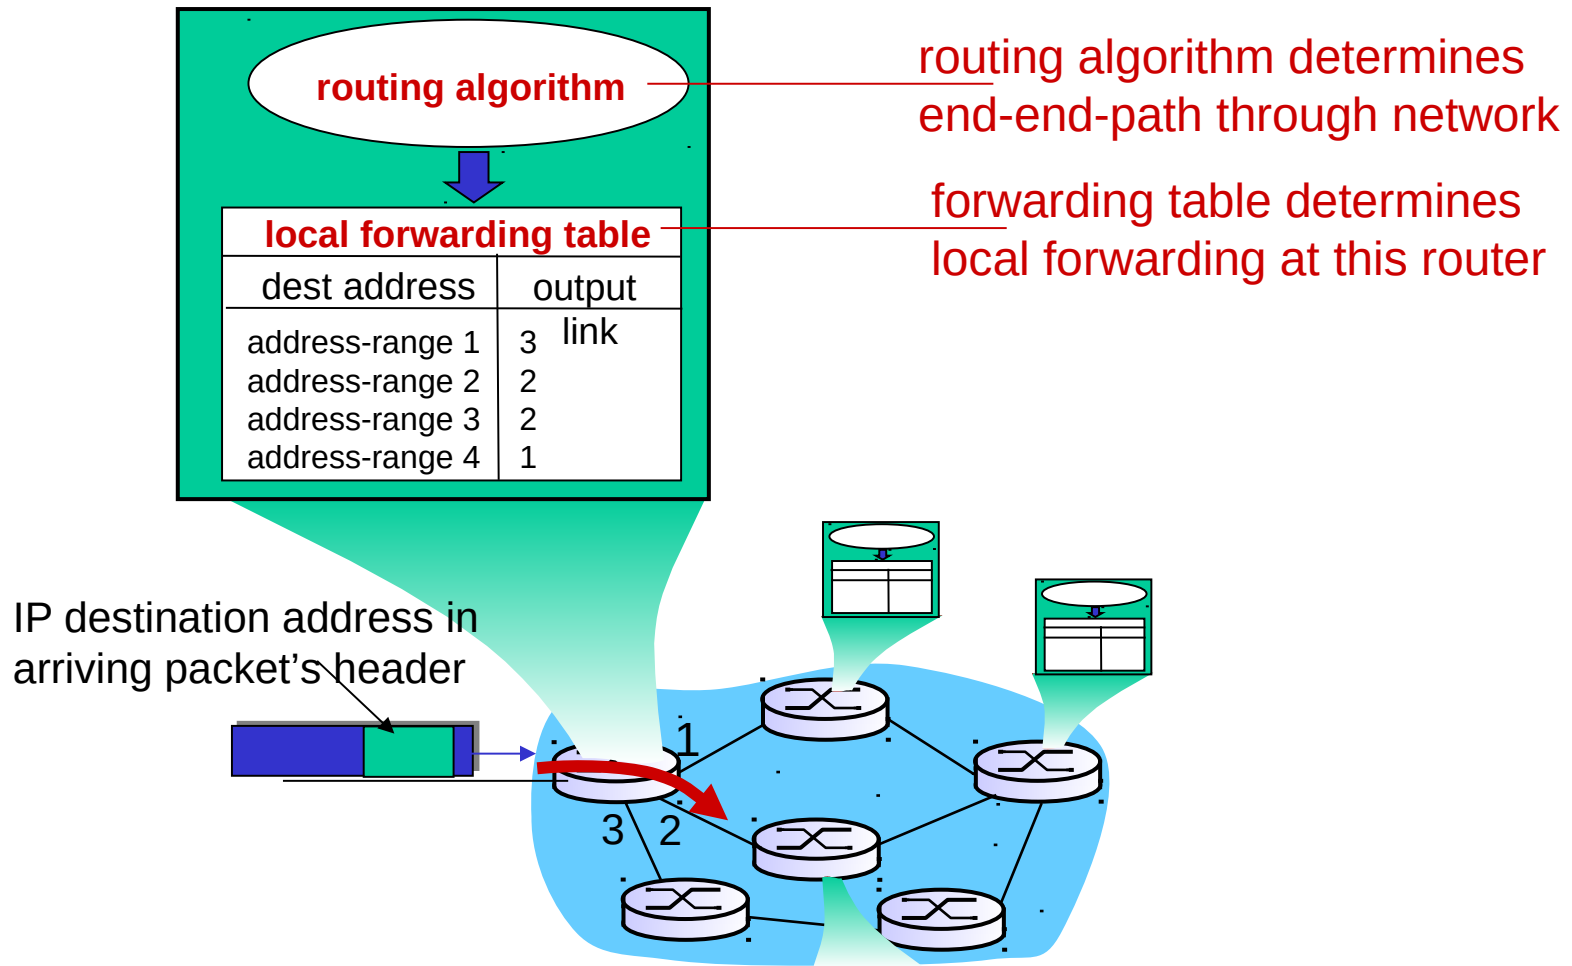 routing algorithm
routing algorithm determines
end-end-path through network
forwarding table determines
local forwarding at this router
local forwarding table
dest address
output
link
address-range 1 3
address-range 2 2
address-range 3 2
address-range 4 1
IP destination address in
arriving packet’s header
1
3
2